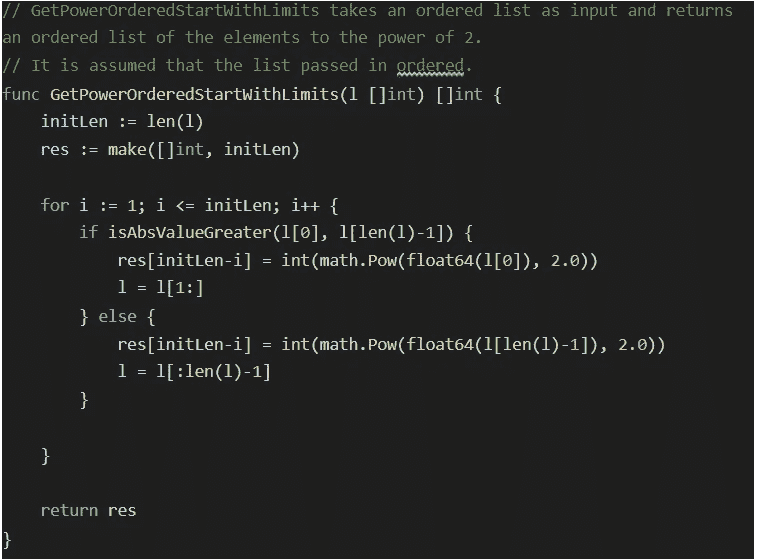 // GetPowerOrderedStartWithLimits takes an ordered list as input and returns
an ordered list of the elements to the power of 2.
// It is assumed that the list passed in ordered.
func GetPowerOrderedStartWithLimits(l []int) []int {
    initLen := len(l)
    res := make([]int, initLen)

    for i := 1; i <= initLen; i++ {
        if isAbsValueGreater(l[0], l[len(l)-1]) {
            res[initLen-i] = int(math.Pow(float64(l[0]), 2.0))
            l = l[1:]
        } else {
            res[initLen-i] = int(math.Pow(float64(l[len(l)-1]), 2.0))
            l = l[:len(l)-1]
        }

    }

    return res
}